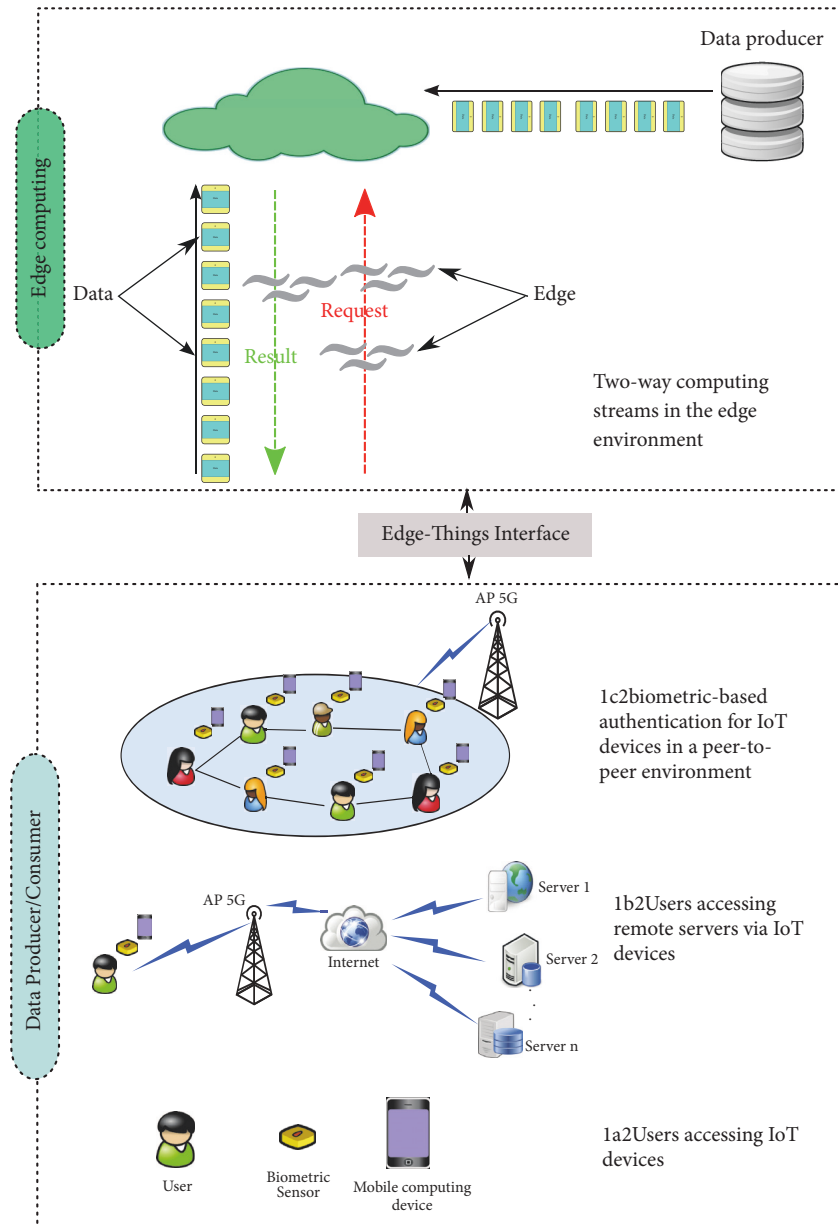 Data producer
Edge computing
Data
Request
Edge
Result
Two-way computing
streams in the edge
environment
Edge-Things Interface
Data Producer/Consumer
AP 5G
1c2biometric-based
authentication for IoT
devices in a peer-to-
peer environment
AP 5G
Internet
Server 1
Server 2
Server n
1b2Users accessing
remote servers via IoT
devices
User
Biometric
Sensor
Mobile computing
device
1a2Users accessing IoT
devices